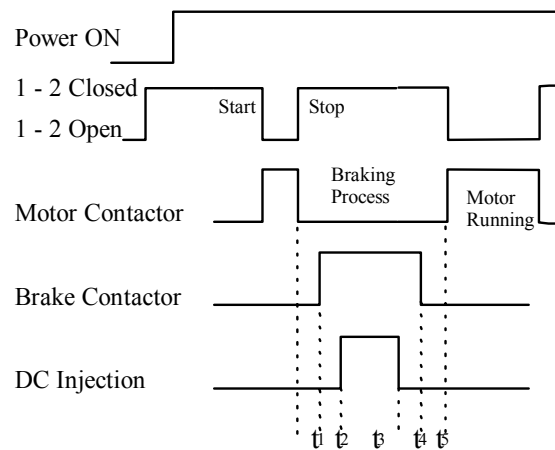 Power ON
1 - 2 Closed
Start
Stop
1 - 2 Open
Braking
Process
Motor
Running
Motor Contactor
Brake Contactor
DC Injection
t1 t2 t3 t4 t5